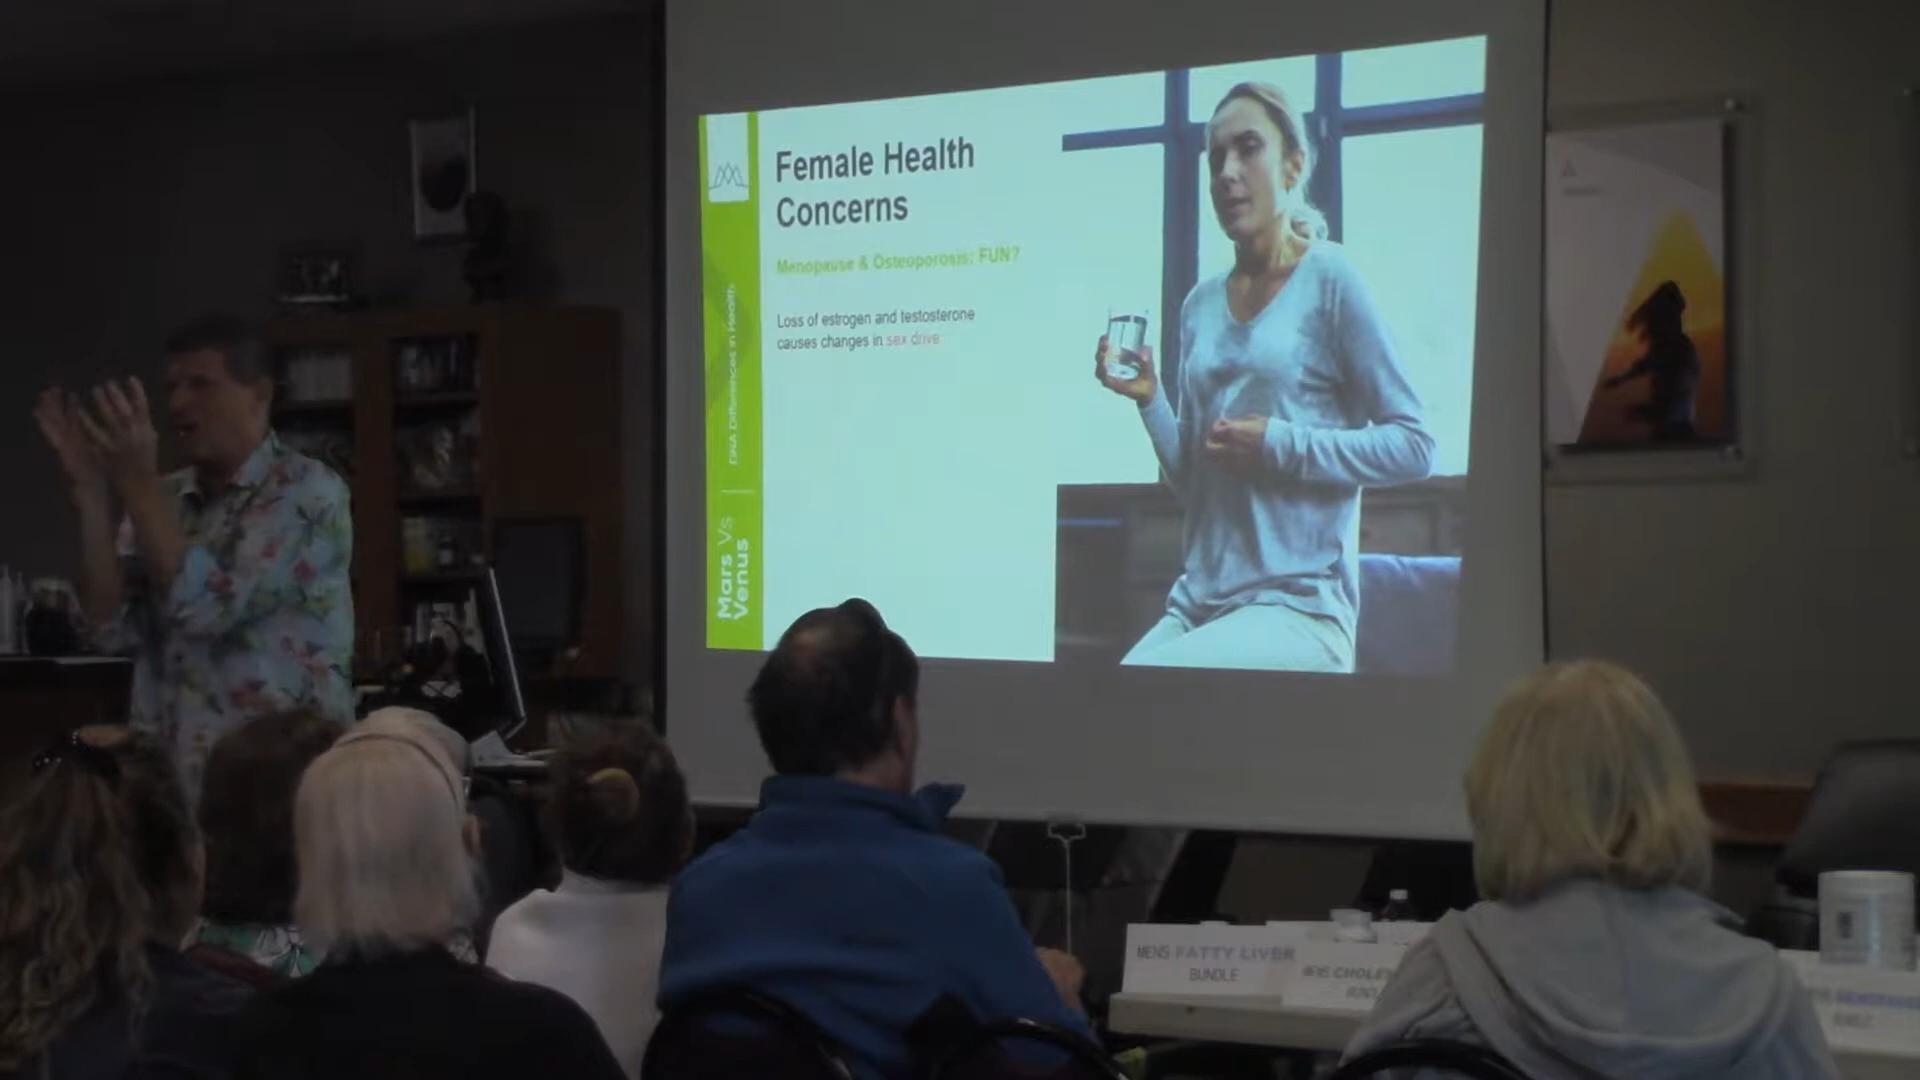 Female Health
Concerns
Menopause & Osteoporosis: FUN?
Loss of estrogen and testosterone
causes changes in sex drive
DNA Differences in Health
Mars Vs
Venus
MENS FATTY LIVER
BUNDLE